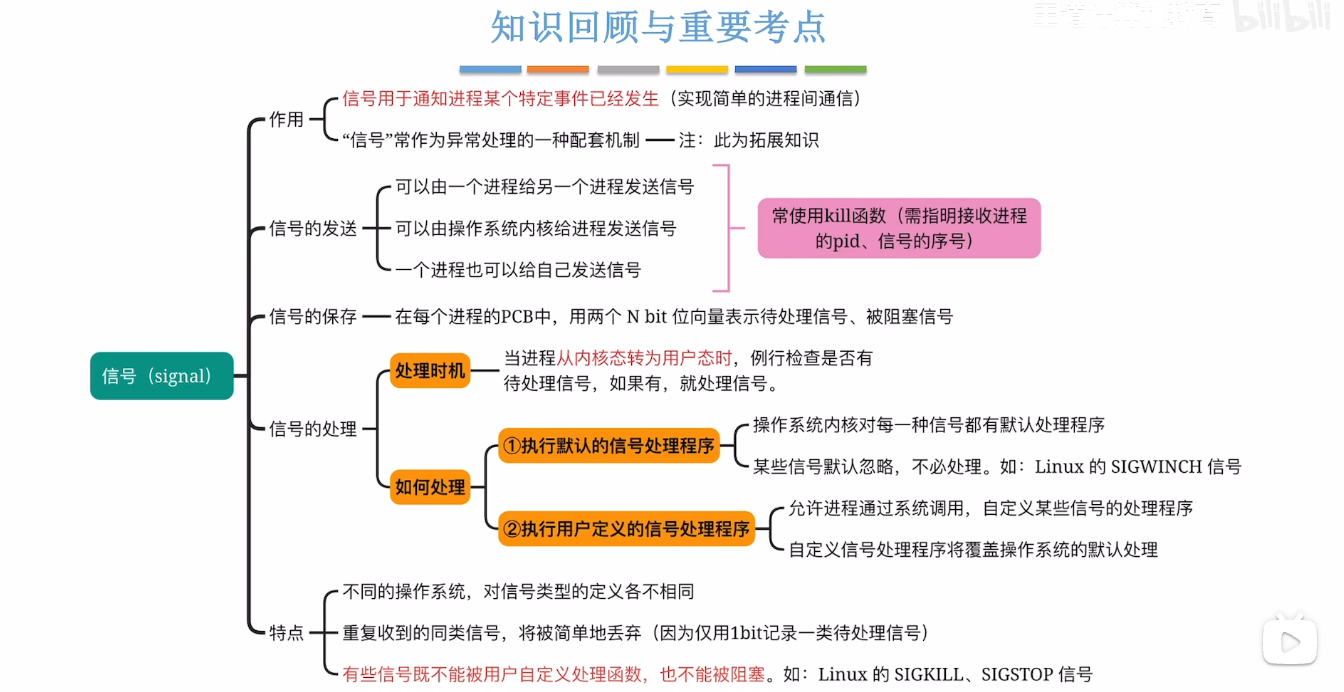 知识回顾与重要考点
bilibili
信号用于通知进程某个特定事件已经发生（实现简单的进程间通信）
作用
“信号”常作为异常处理的一种配套机制
注：此为拓展知识
可以由一个进程给另一个进程发送信号
信号的发送
可以由操作系统内核给进程发送信号
一个进程也可以给自己发送信号
常使用kill函数（需指明接收进程
的pid、信号的序号）
信号的保存
在每个进程的PCB中，用两个 N bit 位向量表示待处理信号、被阻塞信号
信号（signal）
处理时机
当进程从内核态转为用户态时，例行检查是否有
待处理信号，如果有，就处理信号。
信号的处理
如何处理
①执行默认的信号处理程序
操作系统内核对每一种信号都有默认处理程序
某些信号默认忽略，不必处理。如：Linux 的 SIGWINCH 信号
②执行用户定义的信号处理程序
允许进程通过系统调用，自定义某些信号的处理程序
自定义信号处理程序将覆盖操作系统的默认处理
不同的操作系统，对信号类型的定义各不相同
特点
重复收到的同类信号，将被简单地丢弃（因为仅用1bit记录一类待处理信号）
有些信号既不能被用户自定义处理函数，也不能被阻塞。如：Linux 的 SIGKILL、SIGSTOP 信号